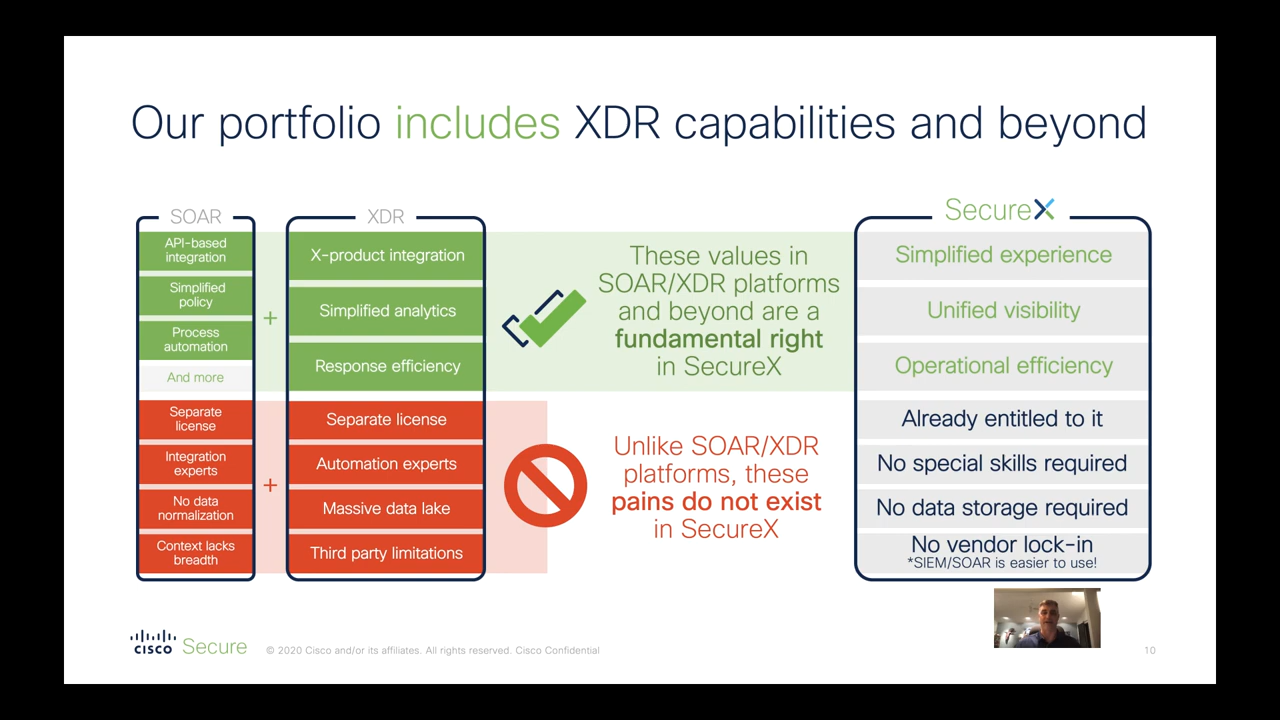 Our portfolio includes XDR capabilities and beyond
SOAR
API-based
integration
Simplified
policy
Process
automation
And more
Separate
license
Integration
experts
No data
normalization
Context lacks
breadth
+
+
XDR
X-product integration
Simplified analytics
Response efficiency
Separate license
Automation experts
Massive data lake
Third party limitations
These values in
SOAR/XDR platforms
and beyond are a
fundamental right
in SecureX
Unlike SOAR/XDR
platforms, these
pains do not exist
in SecureX
SecureX
Simplified experience
Unified visibility
Operational efficiency
Already entitled to it
No special skills required
No data storage required
No vendor lock-in
*SIEM/SOAR is easier to use!
CISCO Secure
© 2020 Cisco and/or its affiliates. All rights reserved. Cisco Confidential
10